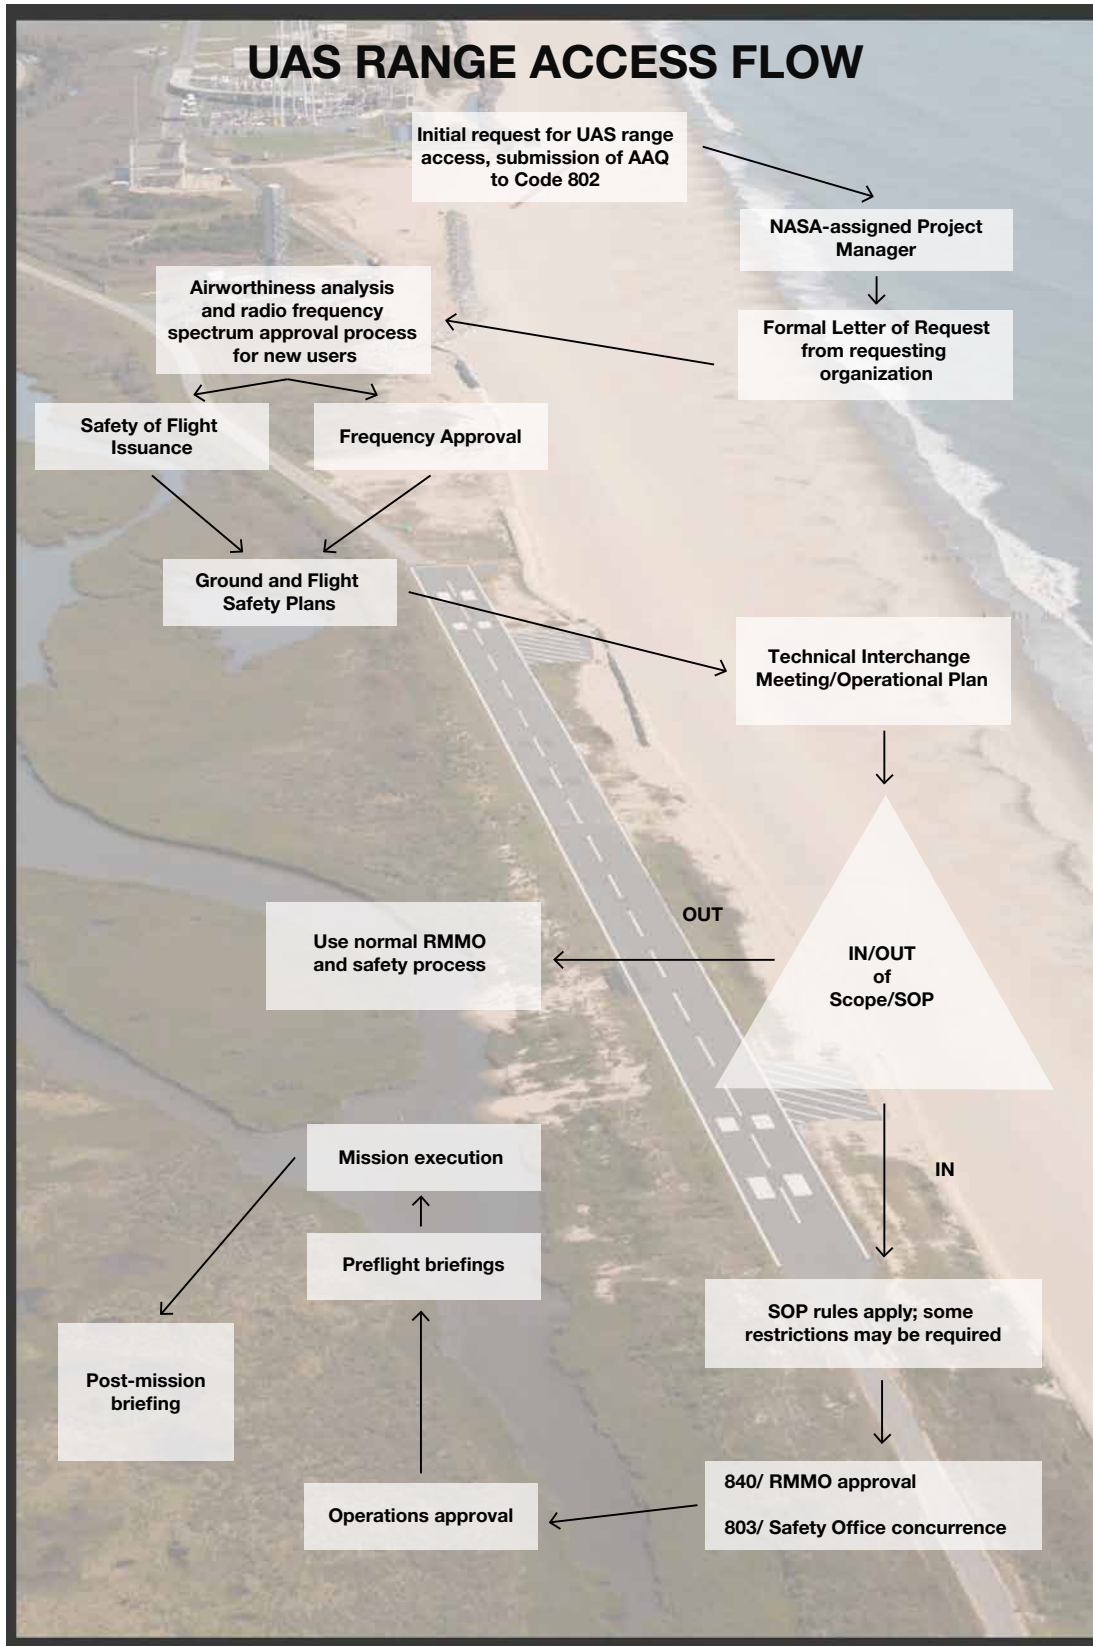 UAS RANGE ACCESS FLOW
Initial request for UAS range
access, submission of AAQ
to Code 802
NASA-assigned Project
Manager
Formal Letter of Request
from requesting
organization
Airworthiness analysis
and radio frequency
spectrum approval process
for new users
Safety of Flight
Issuance
Frequency Approval
Ground and Flight
Safety Plans
Technical Interchange
Meeting/Operational Plan
IN/OUT
of
Scope/SOP
OUT
Use normal RMMO
and safety process
IN
SOP rules apply; some
restrictions may be required
840/ RMMO approval
803/ Safety Office concurrence
Operations approval
Preflight briefings
Mission execution
Post-mission
briefing